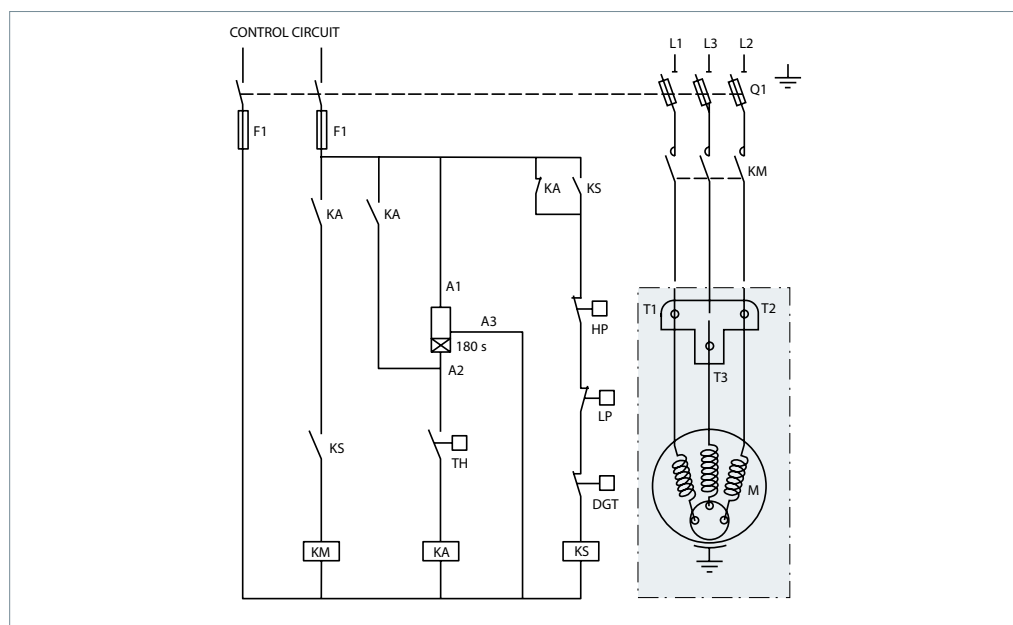 CONTROL CIRCUIT
L1 L3 L2
Q1
F1 F1
KM
KA KS
KA KA
A1
A3
HP
180 s
A2
T1 T2
T3
LP
KS
TH
M
DGT
KM KA KS